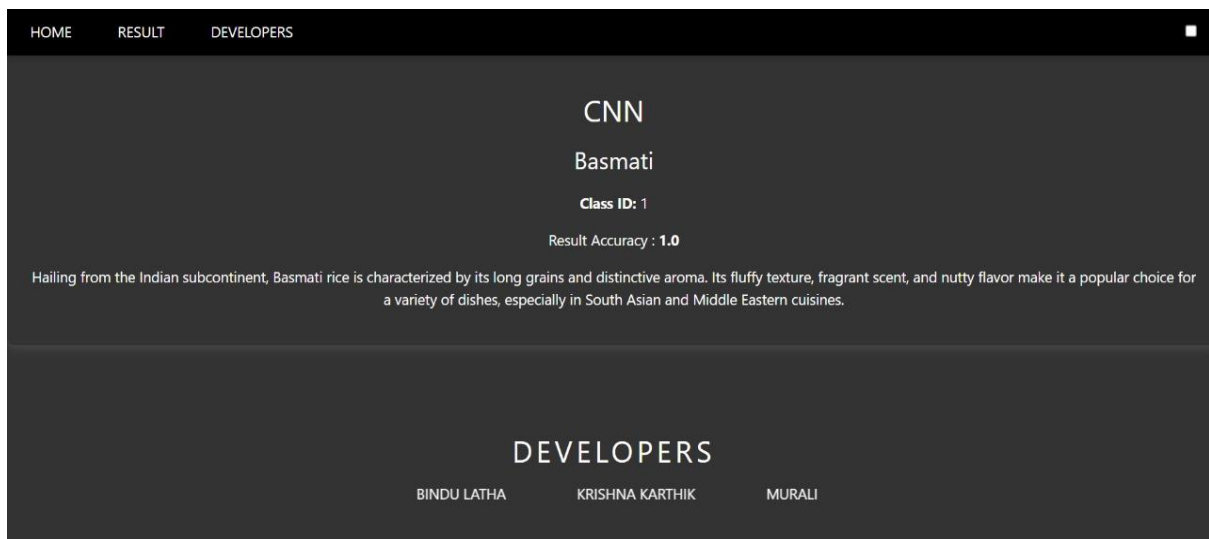 HOME RESULT DEVELOPERS
CNN
Basmati
Class ID: 1
Result Accuracy : 1.0
Hailing from the Indian subcontinent, Basmati rice is characterized by its long grains and distinctive aroma. Its fluffy texture, fragrant scent, and nutty flavor make it a popular choice for
a variety of dishes, especially in South Asian and Middle Eastern cuisines.
DEVELOPERS
BINDU LATHA KRISHNA KARTHIK MURALI